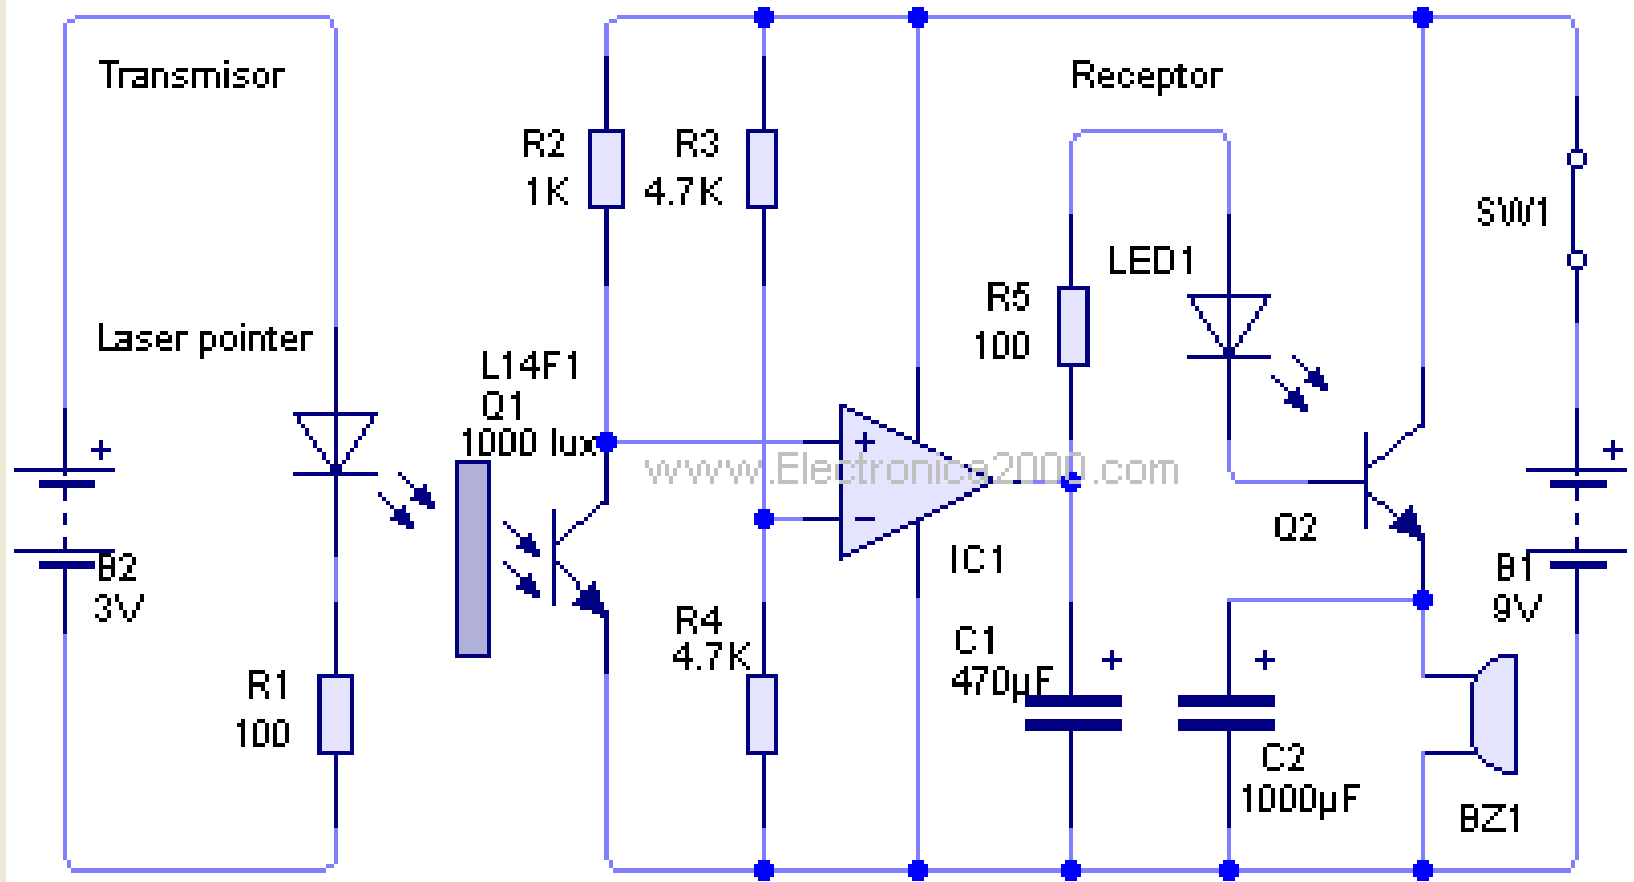 Transmisor
Receptor
R2
1K
R3
4.7K
SW1
LED1
R5
100
Laser pointer
L14F1
Q1
1000 lux
+
+
+
−
www.Electronica2000.com
Q2
IC1
B2
3V
B1
9V
R4
4.7K
C1
470µF
+
+
R1
100
C2
1000µF
BZ1